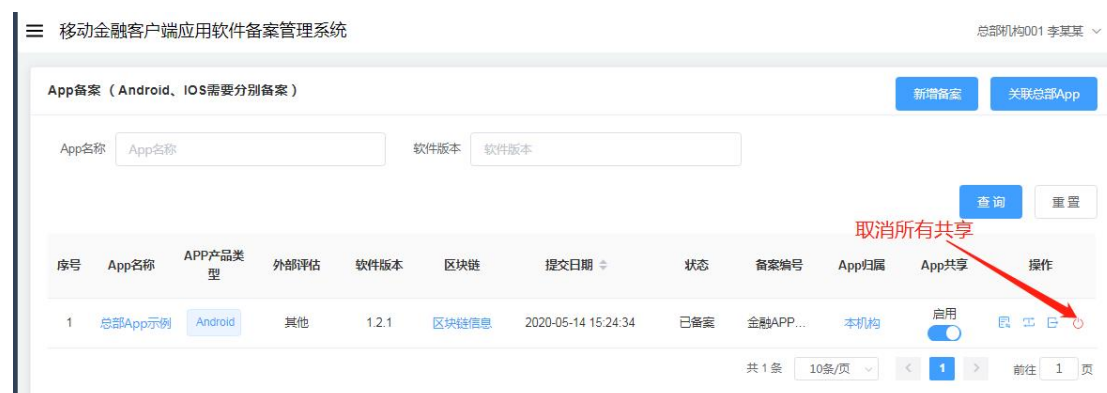 移动金融客户端应用软件备案管理系统
总部机构001 李某某
App备案（Android、IOS需要分别备案）
新增备案
关联总部App
App名称
App名称
软件版本
软件版本
查询
重置
取消所有共享
序号 App名称 APP产品类型 外部评估 软件版本 区块链 提交日期 状态 备案编号 App归属 App共享 操作
1 总部App示例 Android 其他 1.2.1 区块链信息 2020-05-14 15:24:34 已备案 金融APP... 本机构 启用
共 1 条 10条/页 1 前往 1 页